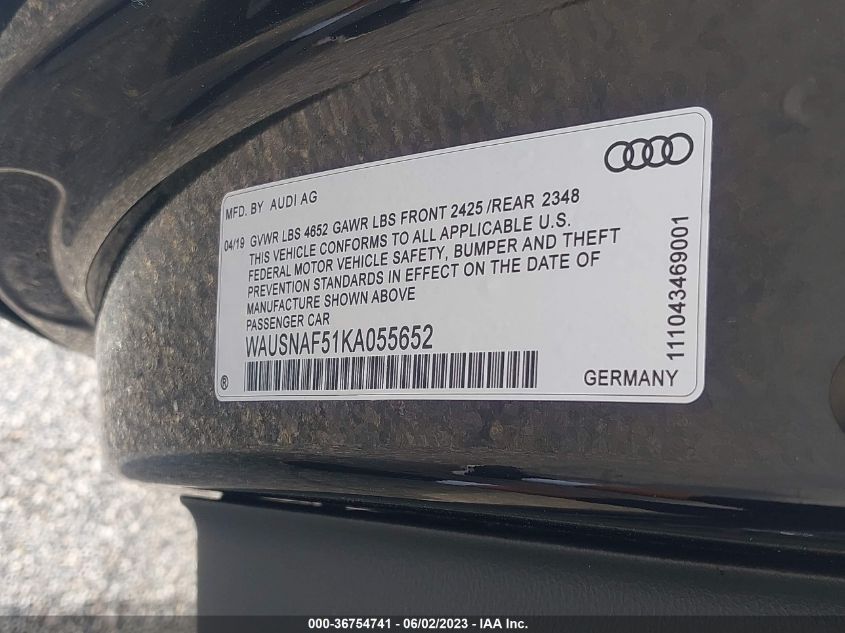 MFD. BY AUDI AG
04/19 GVWR LBS 4652 GAWR LBS FRONT 2425 /REAR 2348
THIS VEHICLE CONFORMS TO ALL APPLICABLE U.S.
FEDERAL MOTOR VEHICLE SAFETY, BUMPER AND THEFT
PREVENTION STANDARDS IN EFFECT ON THE DATE OF
MANUFACTURE SHOWN ABOVE
PASSENGER CAR
WAUSNAF51KA055652
®
GERMANY
111043469001
000-36754741 - 06/02/2023 - IAA Inc.